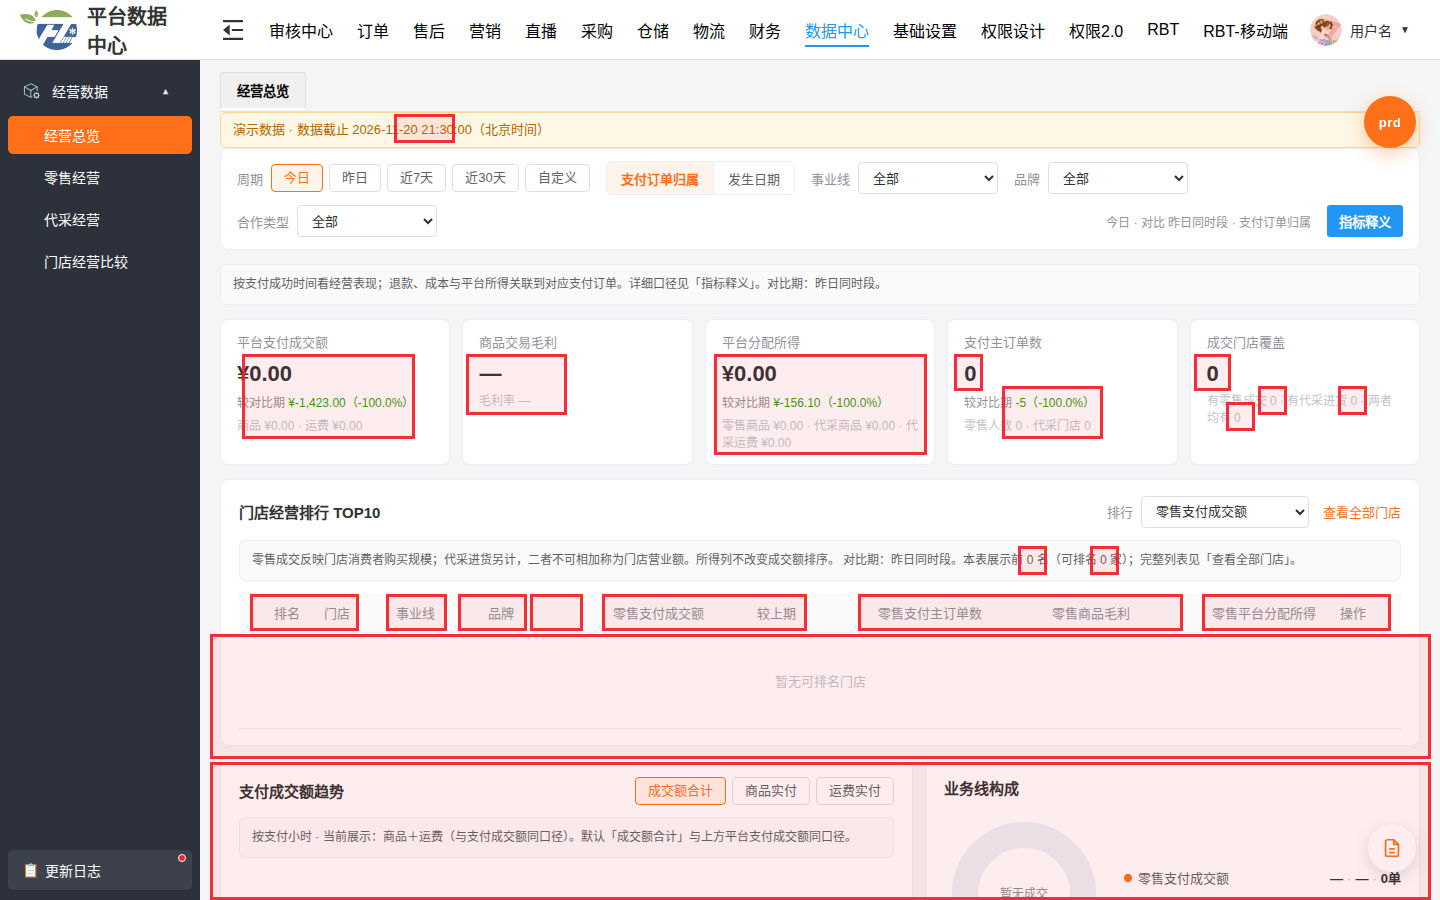 平台数据
中心
审核中心 订单 售后 营销 直播 采购 仓储 物流 财务 数据中心 基础设置 权限设计 权限2.0 RBT RBT-移动端 用户名 ▼
经营数据 ▲
经营总览
零售经营
代采经营
门店经营比较
📋 更新日志
经营总览
演示数据 · 数据截止 2026-11-20 21:30:00（北京时间）
prd
周期 今日 昨日 近7天 近30天 自定义 支付订单归属 发生日期 事业线 全部 品牌 全部
合作类型 全部 今日 · 对比 昨日同时段 · 支付订单归属 指标释义
按支付成功时间看经营表现；退款、成本与平台所得关联到对应支付订单。详细口径见「指标释义」。对比期：昨日同时段。
平台支付成交额
¥0.00
较对比期 ¥-1,423.00（-100.0%）
商品 ¥0.00 · 运费 ¥0.00
商品交易毛利
—
毛利率 —
平台分配所得
¥0.00
较对比期 ¥-156.10（-100.0%）
零售商品 ¥0.00 · 代采商品 ¥0.00 · 代
采运费 ¥0.00
支付主订单数
0
较对比期 -5（-100.0%）
零售人数 0 · 代采门店 0
成交门店覆盖
0
有零售成交 0 · 有代采进货 0 · 两者
均有 0
门店经营排行 TOP10 排行 零售支付成交额 查看全部门店
零售成交反映门店消费者购买规模；代采进货另计，二者不可相加称为门店营业额。所得列不改变成交额排序。 对比期：昨日同时段。本表展示前 0 名（可排名 0 家）；完整列表见「查看全部门店」。
排名 门店 事业线 品牌 零售支付成交额 较上期 零售支付主订单数 零售商品毛利 零售平台分配所得 操作
暂无可排名门店
支付成交额趋势 成交额合计 商品实付 运费实付
按支付小时 · 当前展示：商品＋运费（与支付成交额同口径）。默认「成交额合计」与上方平台支付成交额同口径。
业务线构成
暂无成交
零售支付成交额 — · — · 0单